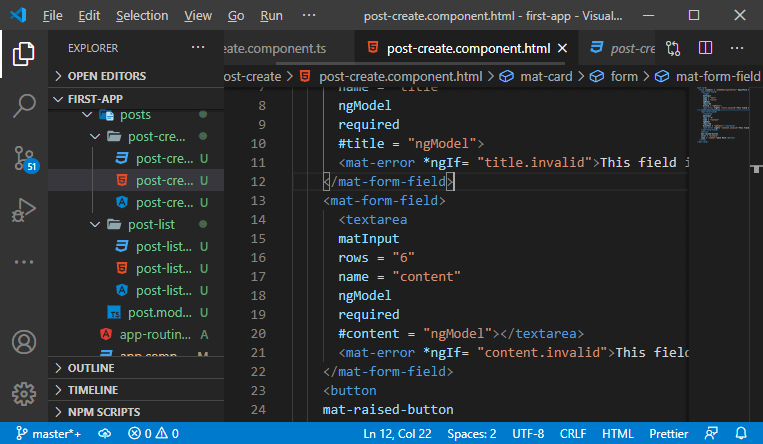 File Edit Selection View Go Run ··· post-create.component.html - first-app - Visual...
EXPLORER ···
OPEN EDITORS
FIRST-APP
posts
post-cre...
post-cre... U
post-cre... U
post-cre... U
post-list
post-list... U
post-list... U
post-list... U
post.mod... U
app-routin... A
app.comp... M
OUTLINE
TIMELINE
NPM SCRIPTS
51
eate.component.ts post-create.component.html post-cre
ost-create > post-create.component.html > mat-card > form > mat-form-field
7 name = "title"
8 ngModel
9 required
10 #title = "ngModel">
11 <mat-error *ngIf= "title.invalid">This field i
12 </mat-form-field>
13 <mat-form-field>
14 <textarea
15 matInput
16 rows = "6"
17 name = "content"
18 ngModel
19 required
20 #content = "ngModel"></textarea>
21 <mat-error *ngIf= "content.invalid">This field
22 </mat-form-field>
23 <button
24 mat-raised-button
master*+ 0 0 Ln 12, Col 22 Spaces: 2 UTF-8 CRLF HTML Prettier